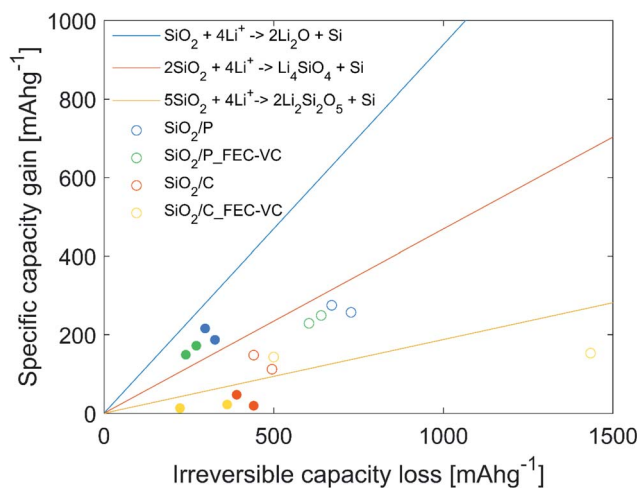 1000
800
600
400
200
0
Specific capacity gain [mAhg⁻¹]
SiO₂ + 4Li⁺ -> 2Li₂O + Si
2SiO₂ + 4Li⁺ -> Li₄SiO₄ + Si
5SiO₂ + 4Li⁺-> 2Li₂Si₂O₅ + Si
SiO₂/P
SiO₂/P_FEC-VC
SiO₂/C
SiO₂/C_FEC-VC
0 500 1000 1500
Irreversible capacity loss [mAhg⁻¹]